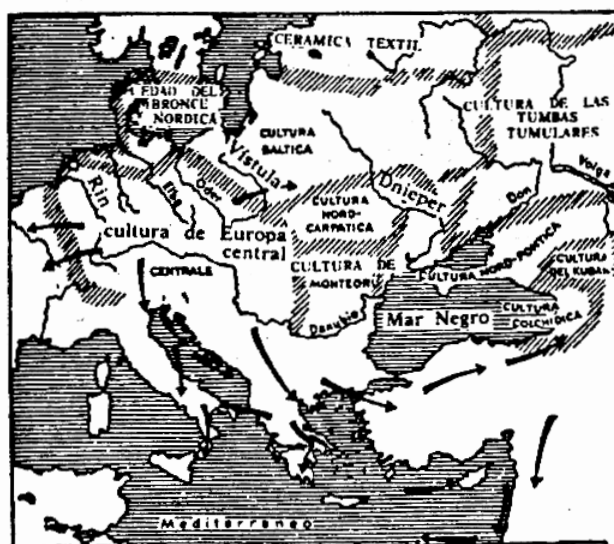 CERAMICA TEXTIL
EDAD DEL
BRONCE
Y NORDICA
CULTURA DE LAS
TUMBAS
TUMULARES
CULTURA
BALTICA
Vístula
Oder
Elba
Rin
Dnieper
Don
Volga
CULTURA
NORD-
CARPATICA
cultura de Europa
central
CENTRALE
CULTURA DE
MONTEORU
CULTURA NORD-PONTICA
CULTURA
DEL KUBAN
CULTURA
COLCHIDICA
Danubio
Mar Negro
Mediterraneo